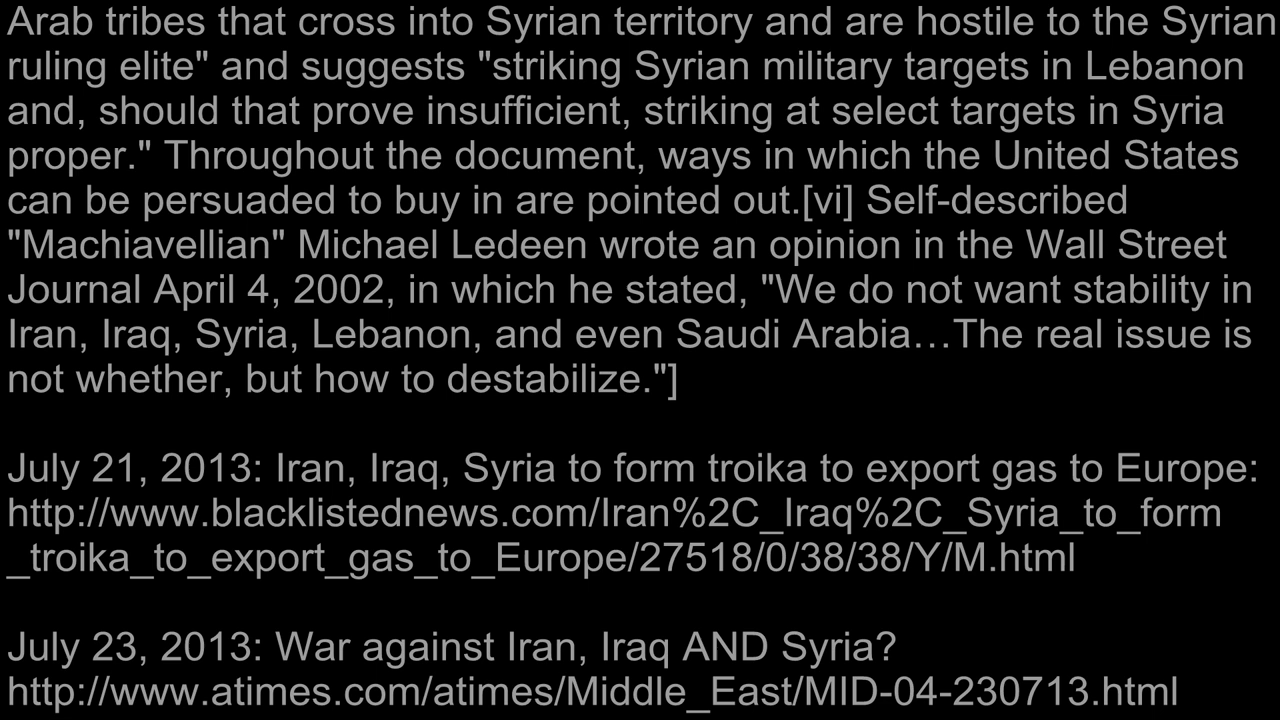 Arab tribes that cross into Syrian territory and are hostile to the Syrian
ruling elite" and suggests "striking Syrian military targets in Lebanon
and, should that prove insufficient, striking at select targets in Syria
proper." Throughout the document, ways in which the United States
can be persuaded to buy in are pointed out.[vi] Self-described
"Machiavellian" Michael Ledeen wrote an opinion in the Wall Street
Journal April 4, 2002, in which he stated, "We do not want stability in
Iran, Iraq, Syria, Lebanon, and even Saudi Arabia…The real issue is
not whether, but how to destabilize."]
July 21, 2013: Iran, Iraq, Syria to form troika to export gas to Europe:
http://www.blacklistednews.com/Iran%2C_Iraq%2C_Syria_to_form
_troika_to_export_gas_to_Europe/27518/0/38/38/Y/M.html
July 23, 2013: War against Iran, Iraq AND Syria?
http://www.atimes.com/atimes/Middle_East/MID-04-230713.html